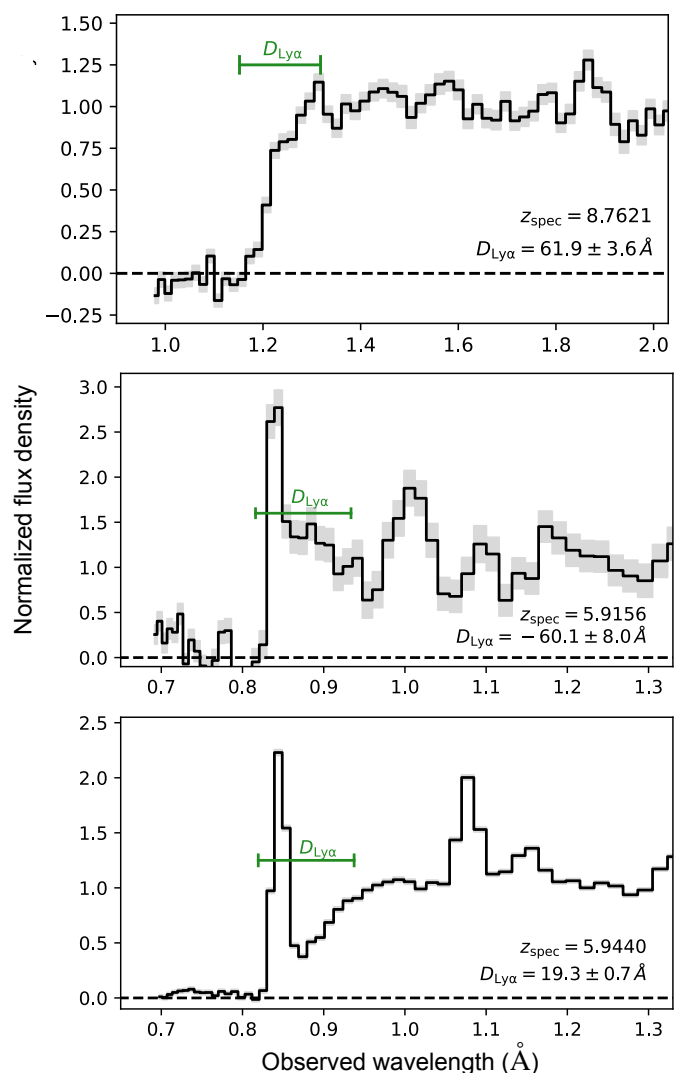 1.50
1.25
1.00
0.75
0.50
0.25
0.00
−0.25
D_Lyα
z_spec = 8.7621
D_Lyα = 61.9 ± 3.6 Å
1.0 1.2 1.4 1.6 1.8 2.0
Normalized flux density
3.0
2.5
2.0
1.5
1.0
0.5
0.0
D_Lyα
z_spec = 5.9156
D_Lyα = − 60.1 ± 8.0 Å
0.7 0.8 0.9 1.0 1.1 1.2 1.3
2.5
2.0
1.5
1.0
0.5
0.0
D_Lyα
z_spec = 5.9440
D_Lyα = 19.3 ± 0.7 Å
0.7 0.8 0.9 1.0 1.1 1.2 1.3
Observed wavelength (Å)